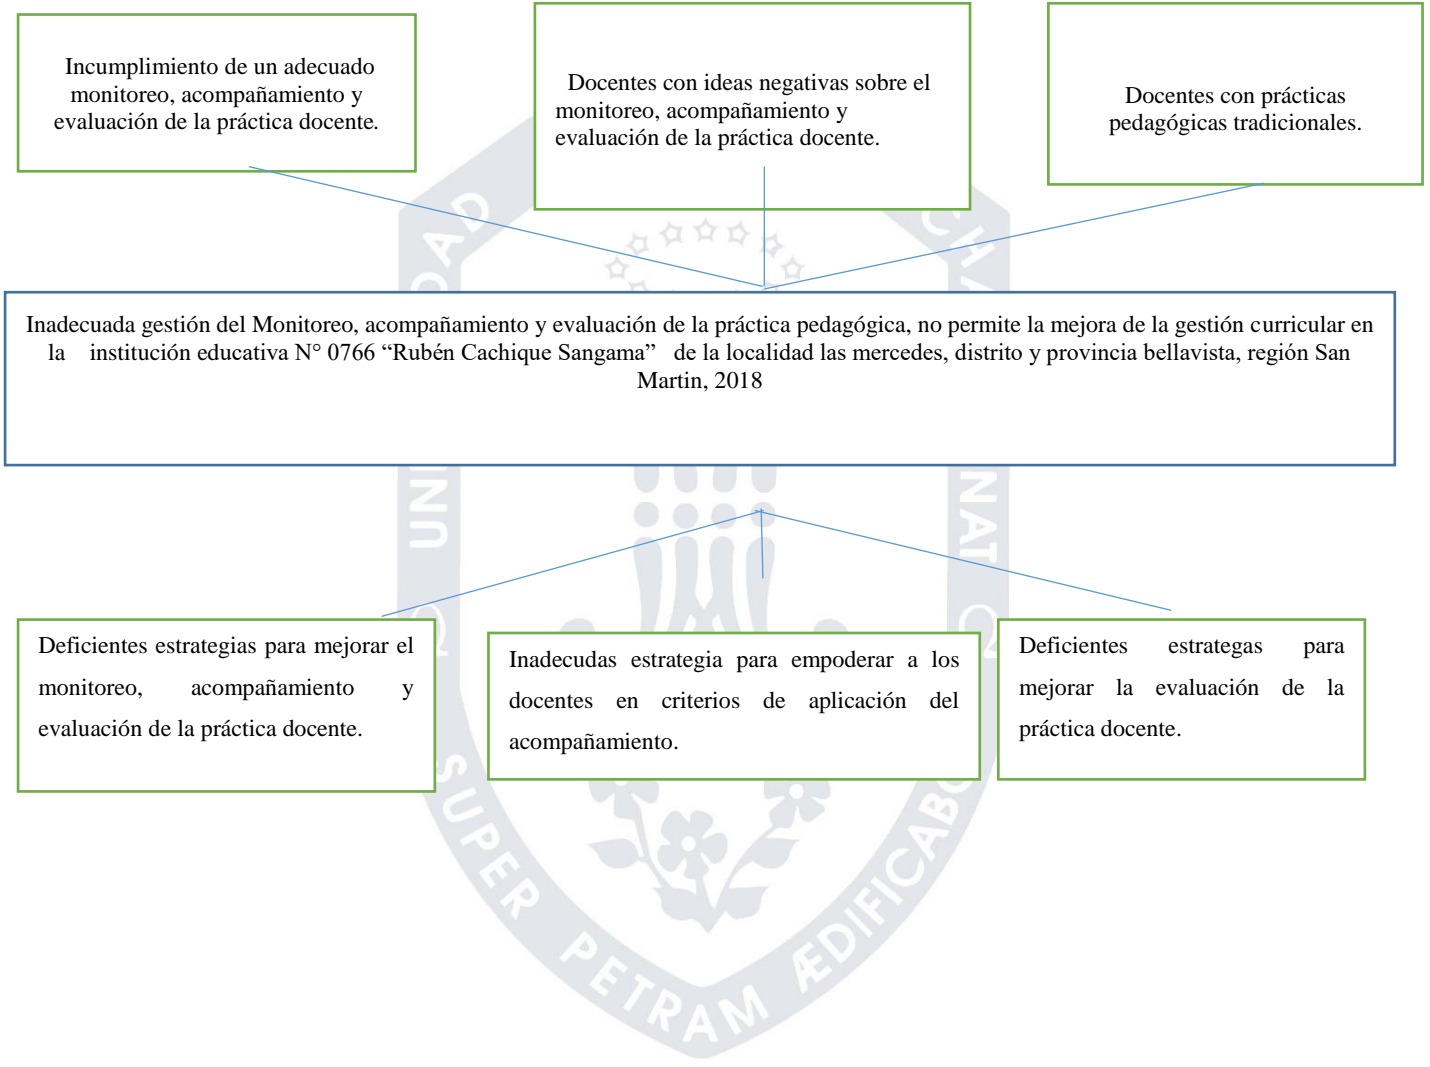 Incumplimiento de un adecuado
monitoreo, acompañamiento y
evaluación de la práctica docente.
Docentes con ideas negativas sobre el
monitoreo, acompañamiento y
evaluación de la práctica docente.
Docentes con prácticas
pedagógicas tradicionales.
Inadecuada gestión del Monitoreo, acompañamiento y evaluación de la práctica pedagógica, no permite la mejora de la gestión curricular en
la institución educativa N° 0766 “Rubén Cachique Sangama” de la localidad las mercedes, distrito y provincia bellavista, región San
Martin, 2018
Deficientes estrategias para mejorar el
monitoreo, acompañamiento y
evaluación de la práctica docente.
Inadecudas estrategia para empoderar a los
docentes en criterios de aplicación del
acompañamiento.
Deficientes estrategas para
mejorar la evaluación de la
práctica docente.
SUPER PETRAM